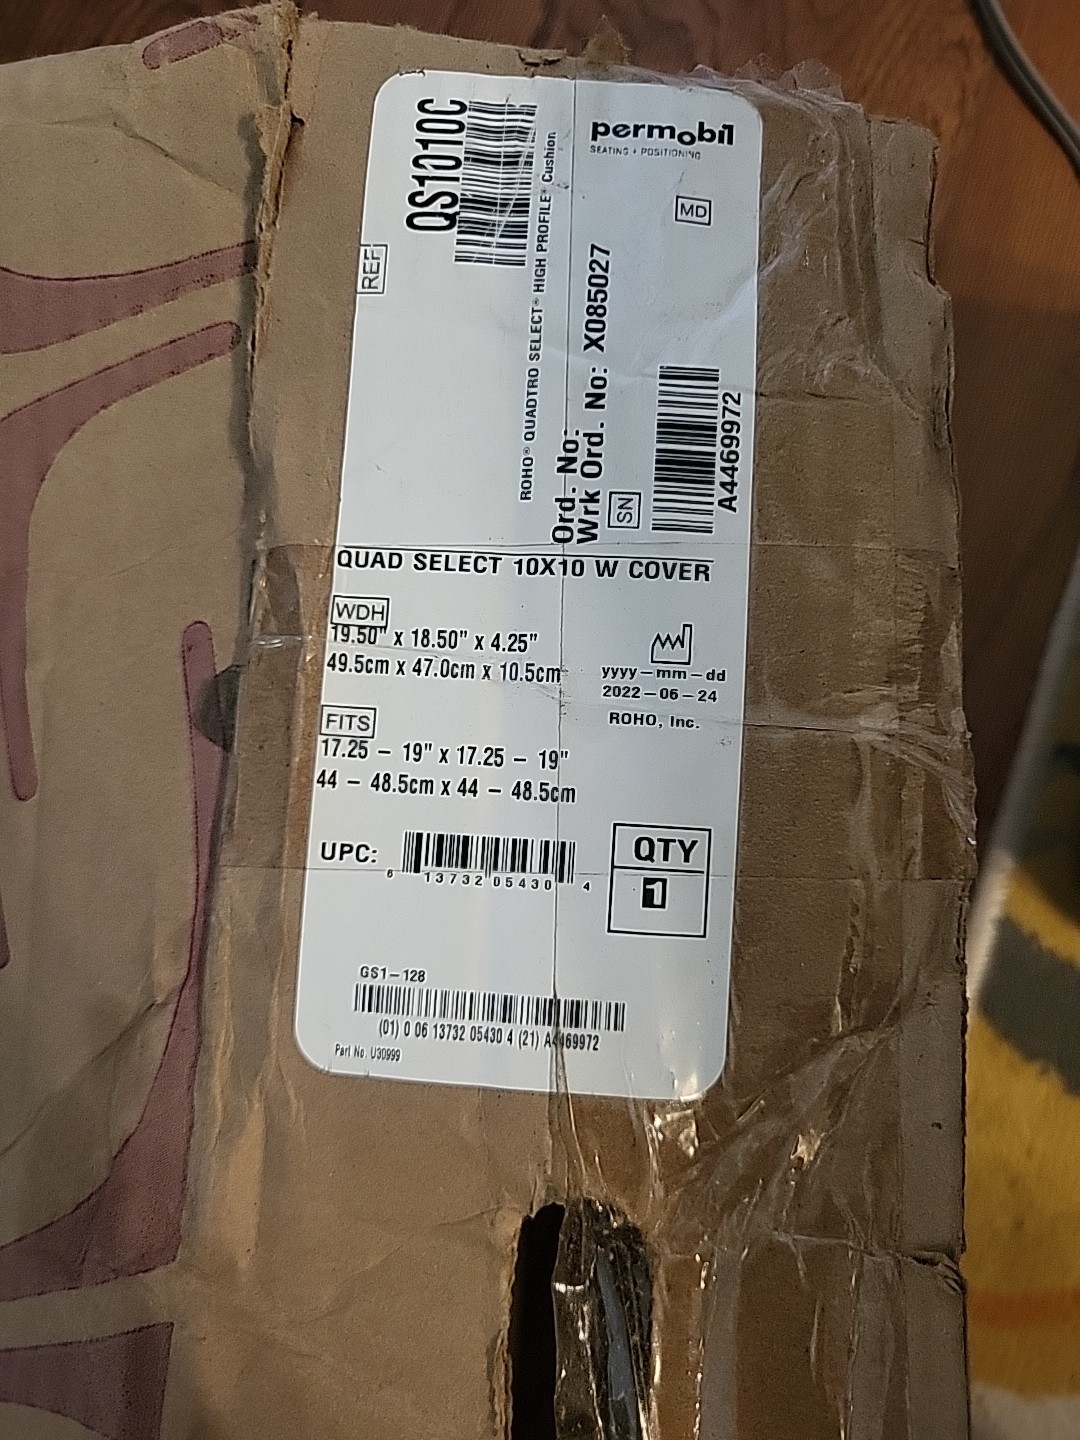 permobil
SEATING + POSITIONING
MD
REF
QS1010C
ROHO® QUADTRO SELECT® HIGH PROFILE® Cushion
Ord. No:
Wrk Ord. No: X085027
SN
A4469972
QUAD SELECT 10X10 W COVER
WDH
19.50" x 18.50" x 4.25"
49.5cm x 47.0cm x 10.5cm
yyyy-mm-dd
2022-06-24
ROHO, Inc.
FITS
17.25 - 19" x 17.25 - 19"
44 - 48.5cm x 44 - 48.5cm
UPC:
6 13732 05430 4
QTY
1
GS1-128
(01) 0 06 13732 05430 4 (21) A4469972
Part No. U30999